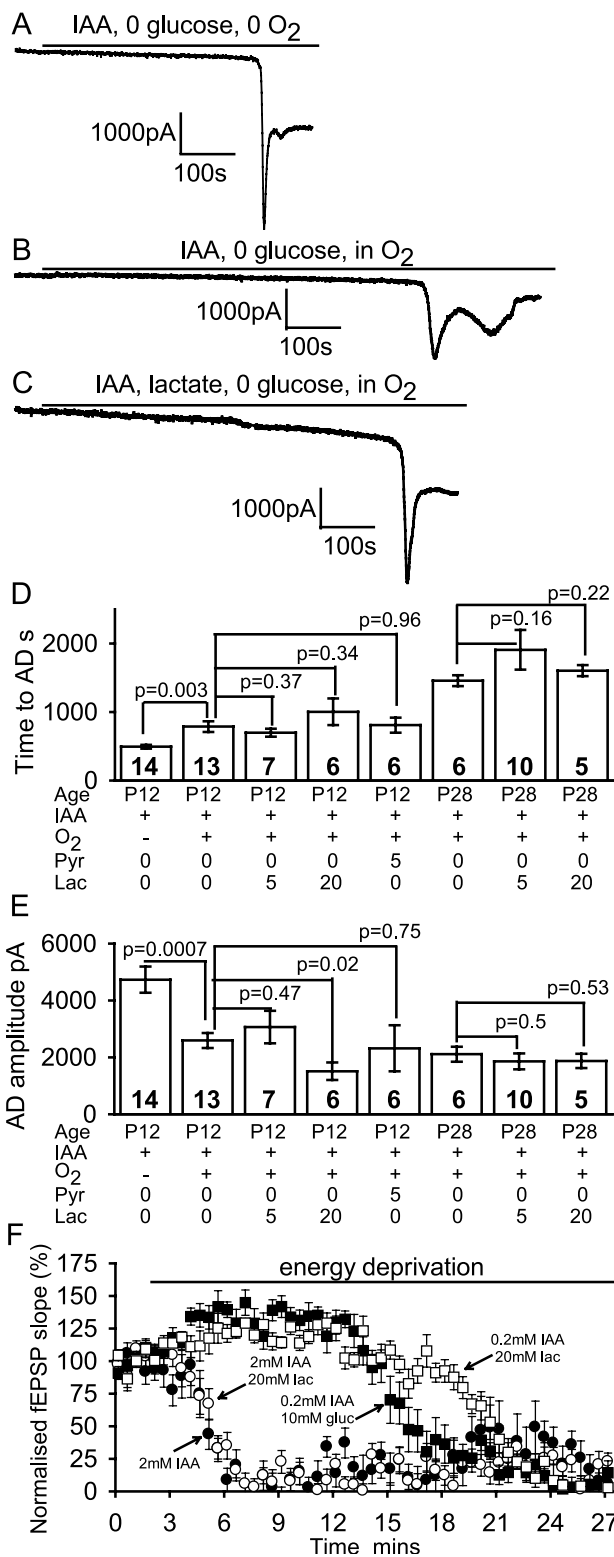 A
IAA, 0 glucose, 0 O2
1000pA
100s
B
IAA, 0 glucose, in O2
1000pA
100s
C
IAA, lactate, 0 glucose, in O2
1000pA
100s
D
Time to AD s
2000
1000
0
p=0.003
p=0.37
p=0.34
p=0.96
p=0.16
p=0.22
14 13 7 6 6 6 10 5
Age P12 P12 P12 P12 P12 P28 P28 P28
IAA + + + + + + + +
O2 - + + + + + + +
Pyr 0 0 0 0 5 0 0 0
Lac 0 0 5 20 0 0 5 20
E
AD amplitude pA
6000
4000
2000
0
p=0.0007
p=0.47
p=0.02
p=0.75
p=0.5
p=0.53
14 13 7 6 6 6 10 5
Age P12 P12 P12 P12 P12 P28 P28 P28
IAA + + + + + + + +
O2 - + + + + + + +
Pyr 0 0 0 0 5 0 0 0
Lac 0 0 5 20 0 0 5 20
F
Normalised fEPSP slope (%)
175
150
125
100
75
50
25
0
energy deprivation
2mM IAA
20mM lac
0.2mM IAA
20mM lac
0.2mM IAA
10mM gluc
2mM IAA
0 3 6 9 12 15 18 21 24 27
Time mins